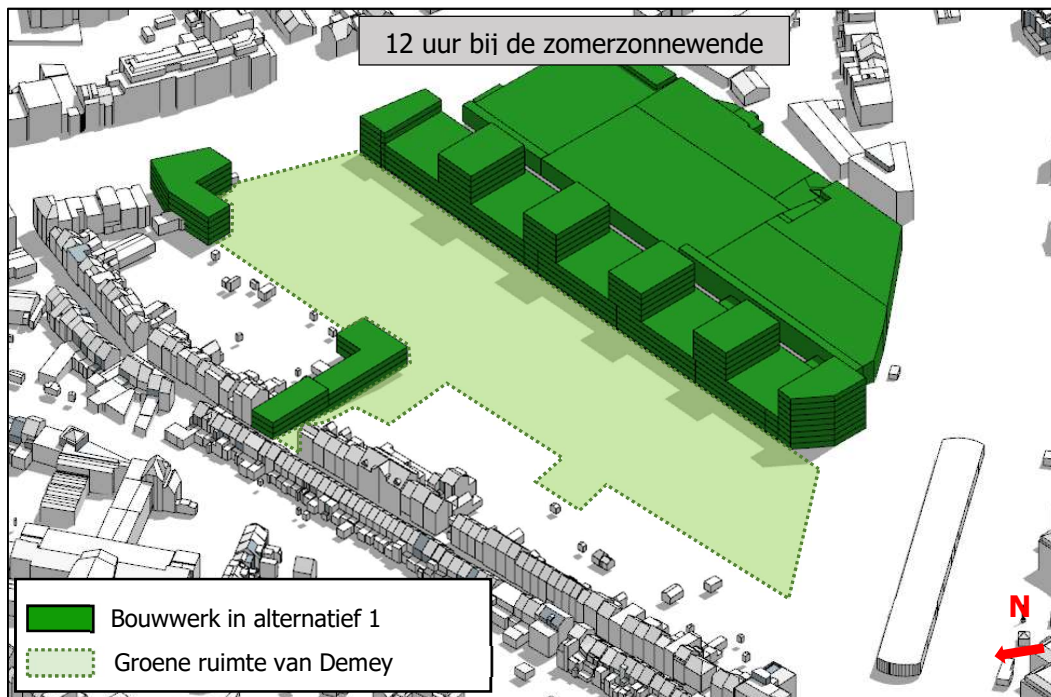 12 uur bij de zomerzonnewende
N
Bouwwerk in alternatief 1
Groene ruimte van Demey